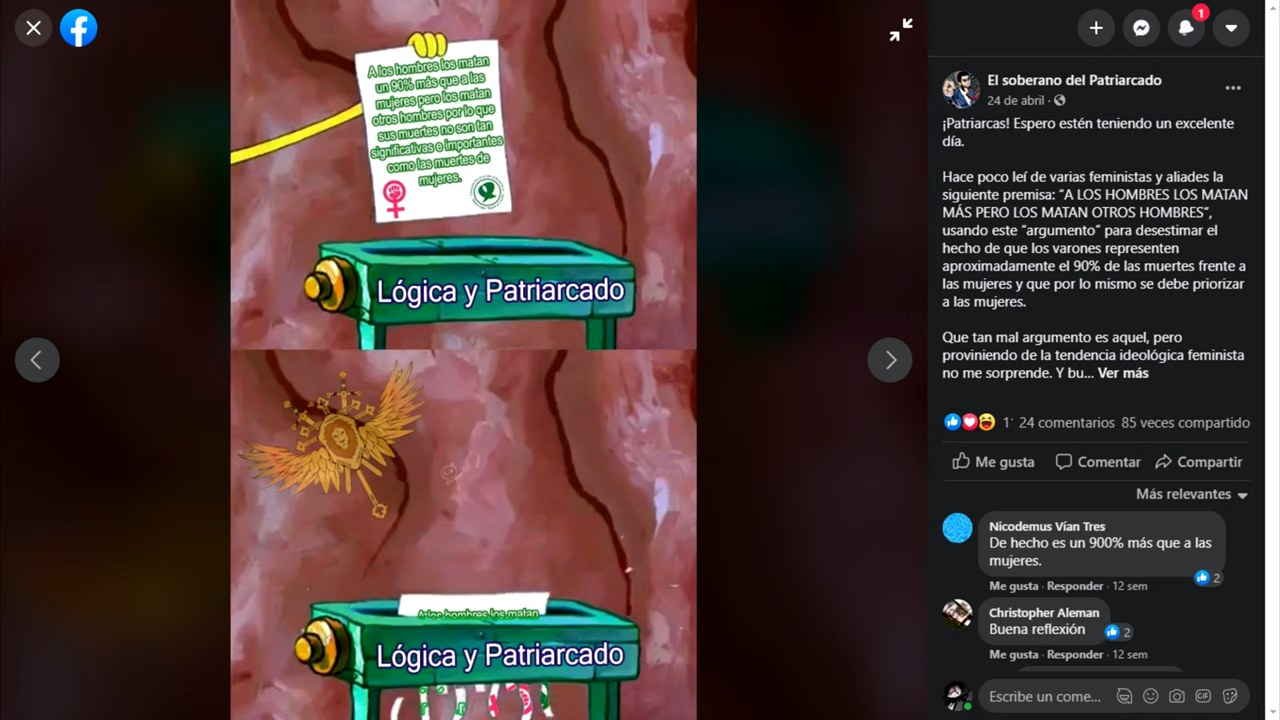 A los hombres los matan
un 90% más que a las
mujeres pero los matan
otros hombres por lo que
sus muertes no son tan
significativas e importantes
como las muertes de
mujeres.
Lógica y Patriarcado
A los hombres los matan
Lógica y Patriarcado
1
El soberano del Patriarcado
24 de abril ·
¡Patriarcas! Espero estén teniendo un excelente
día.
Hace poco leí de varias feministas y aliades la
siguiente premisa: “A LOS HOMBRES LOS MATAN
MÁS PERO LOS MATAN OTROS HOMBRES”,
usando este “argumento” para desestimar el
hecho de que los varones representen
aproximadamente el 90% de las muertes frente a
las mujeres y que por lo mismo se debe priorizar
a las mujeres.
Que tan mal argumento es aquel, pero
proviniendo de la tendencia ideológica feminista
no me sorprende. Y bu... Ver más
24 comentarios 85 veces compartido
Me gusta Comentar Compartir
Más relevantes
Nicodemus Vían Tres
De hecho es un 900% más que a las
mujeres.
2
Me gusta · Responder · 12 sem
Christopher Aleman
Buena reflexión
2
Me gusta · Responder · 12 sem
Escribe un come...
GIF